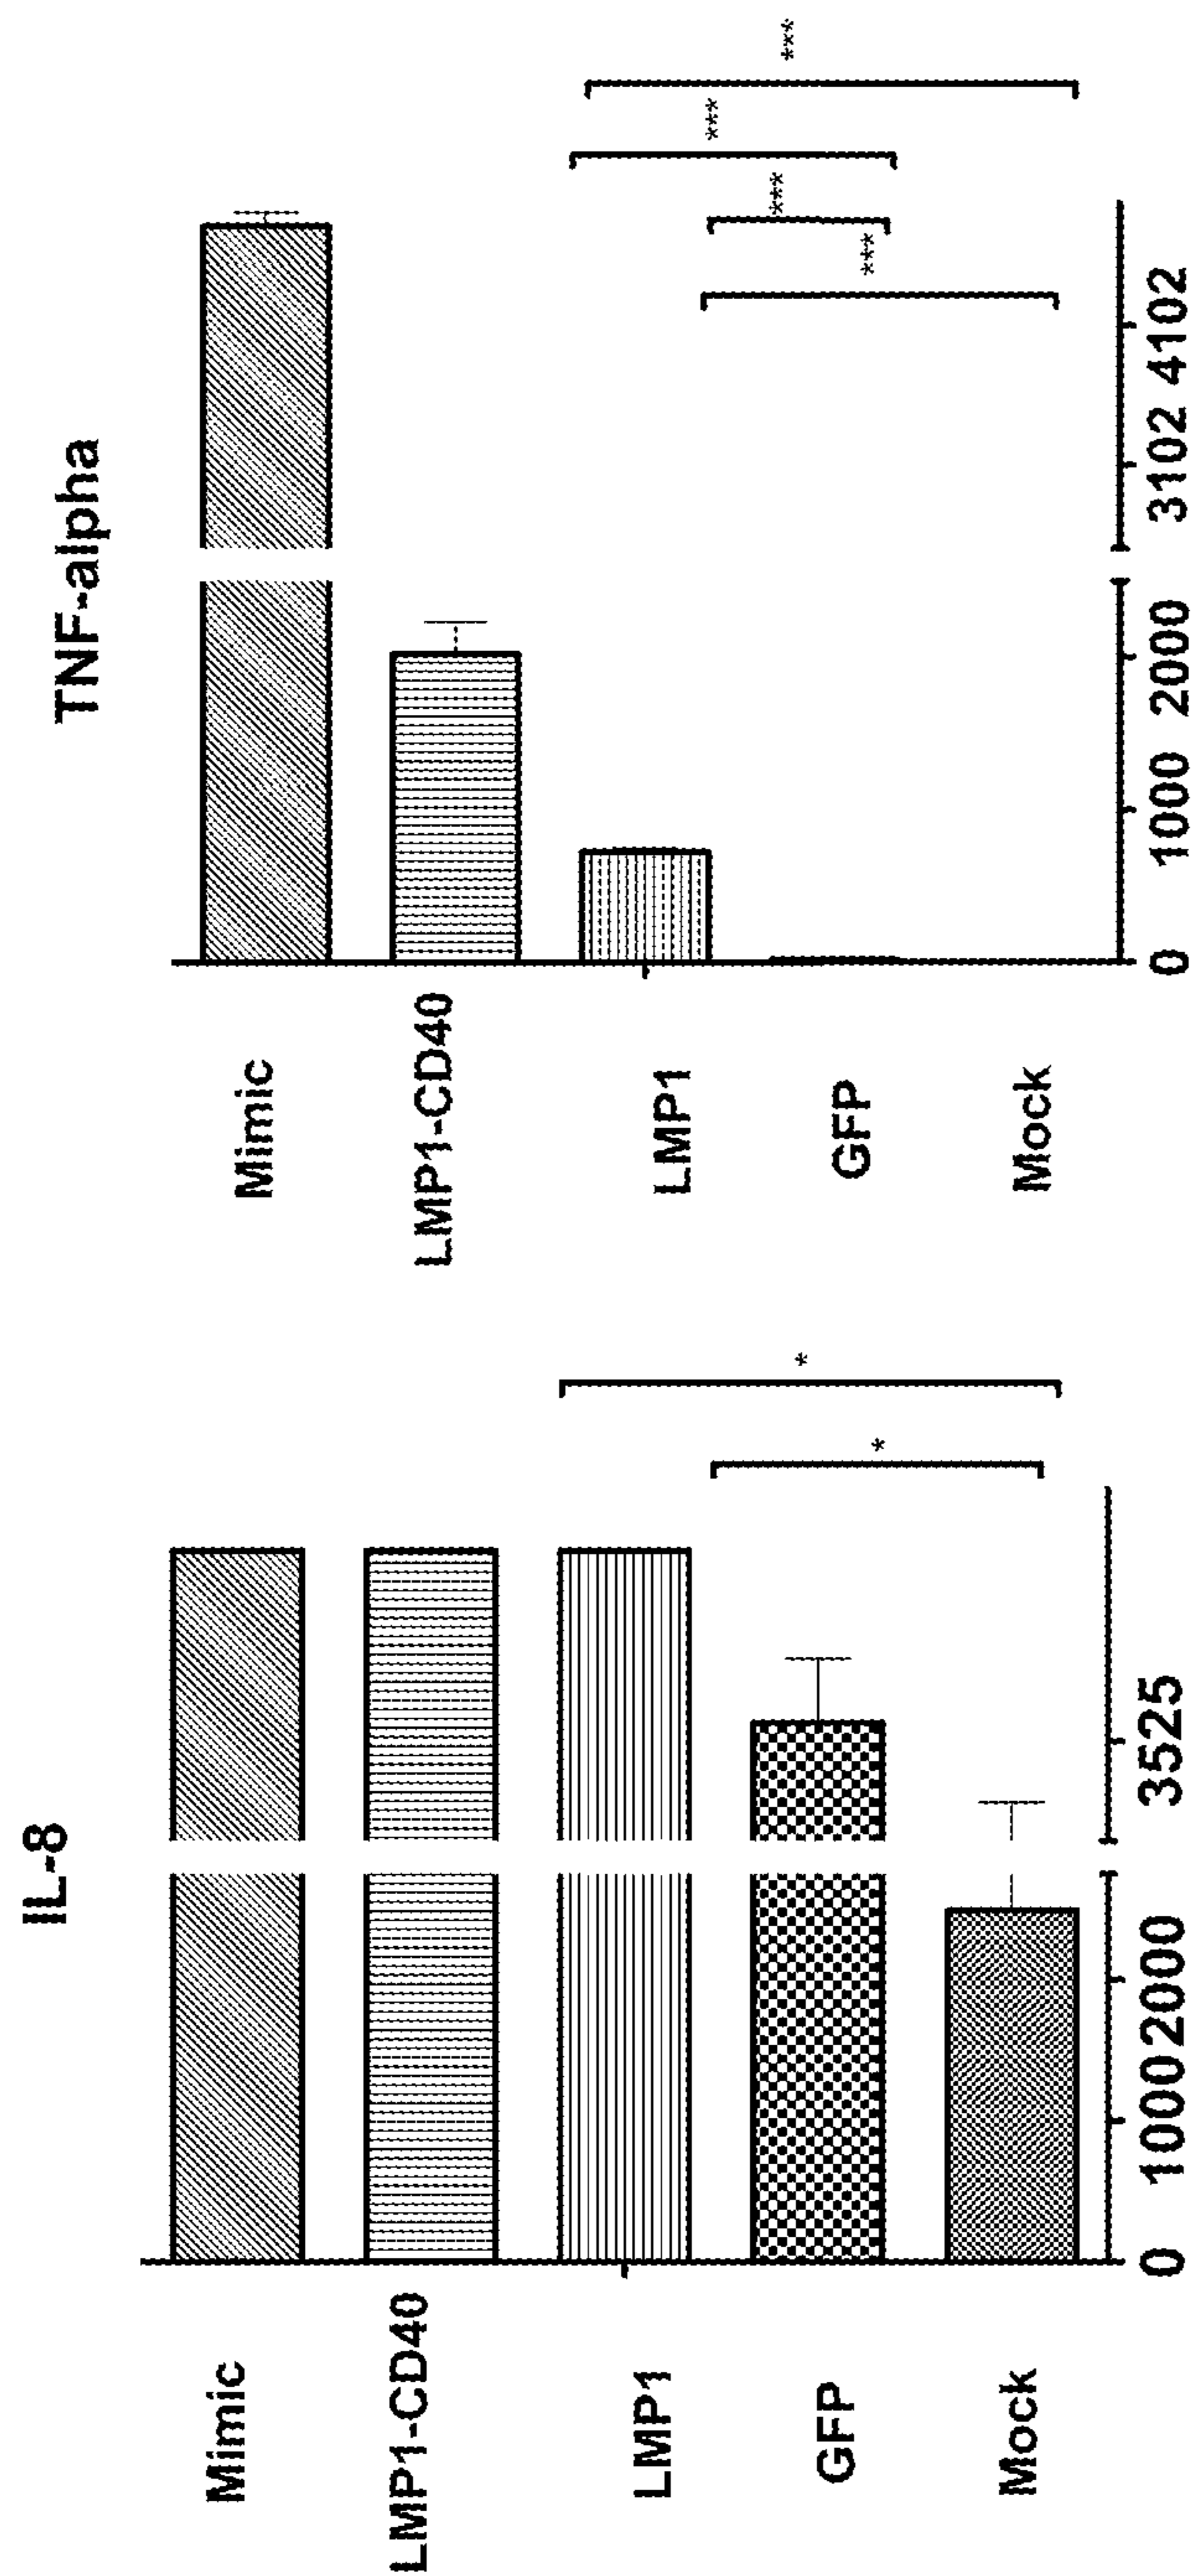 IL-8
Mimic
LMP1-CD40
LMP1
GFP
Mock
*
*
0 1000 2000 3525
TNF-alpha
Mimic
LMP1-CD40
LMP1
GFP
Mock
***
***
***
***
0 1000 2000 3102 4102